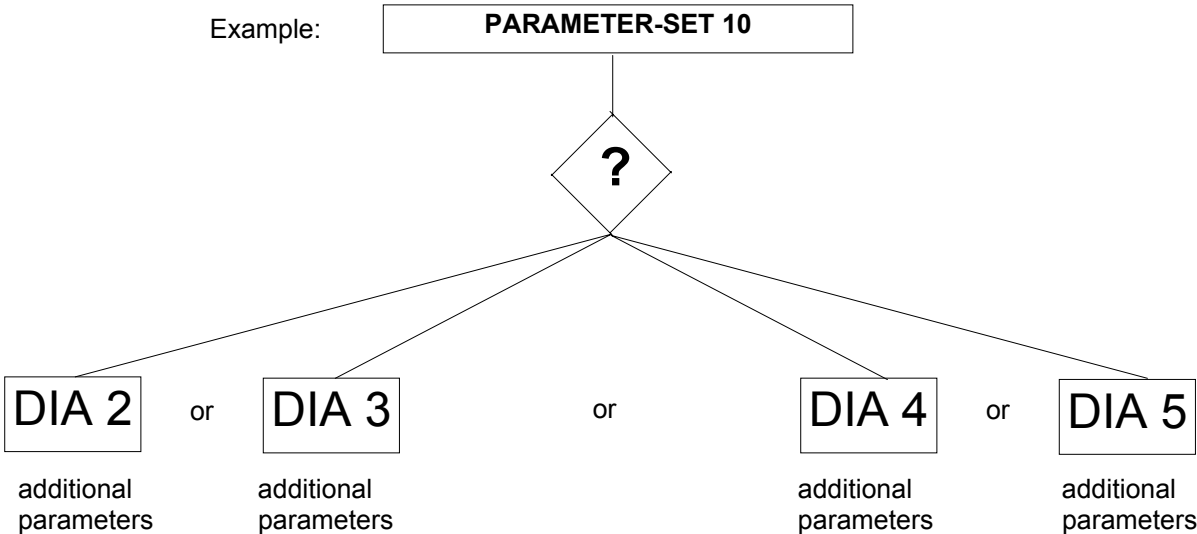 Example:
PARAMETER-SET 10
?
DIA 2 or DIA 3 or DIA 4 or DIA 5
additional additional additional additional
parameters parameters parameters parameters